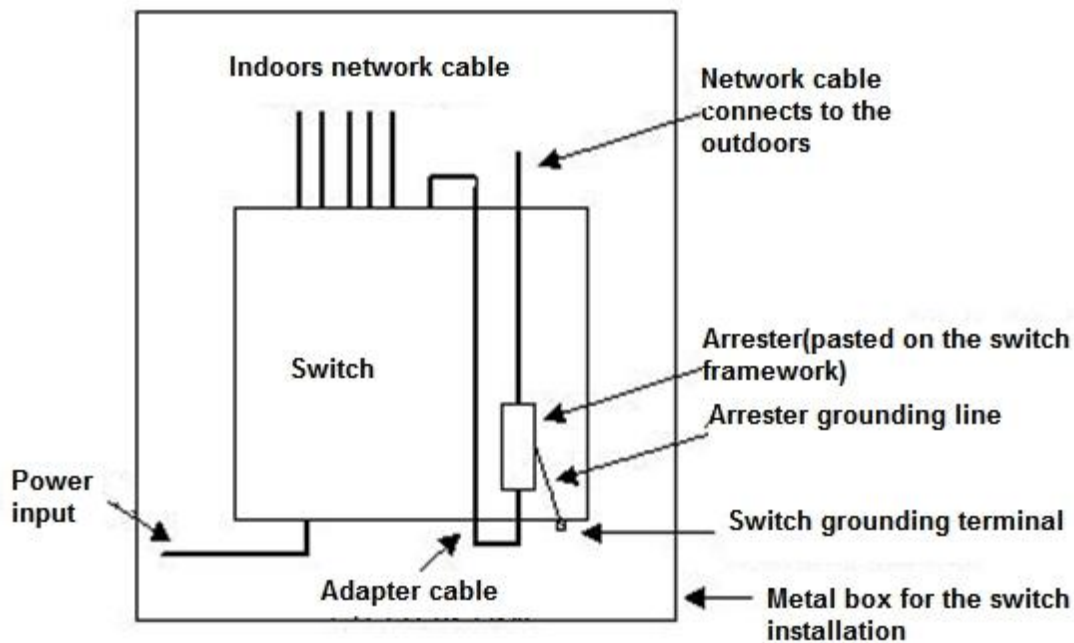 Indoors network cable
Network cable
connects to the
outdoors
Switch
Arrester(pasted on the switch
framework)
Arrester grounding line
Power
input
Switch grounding terminal
Adapter cable
Metal box for the switch
installation